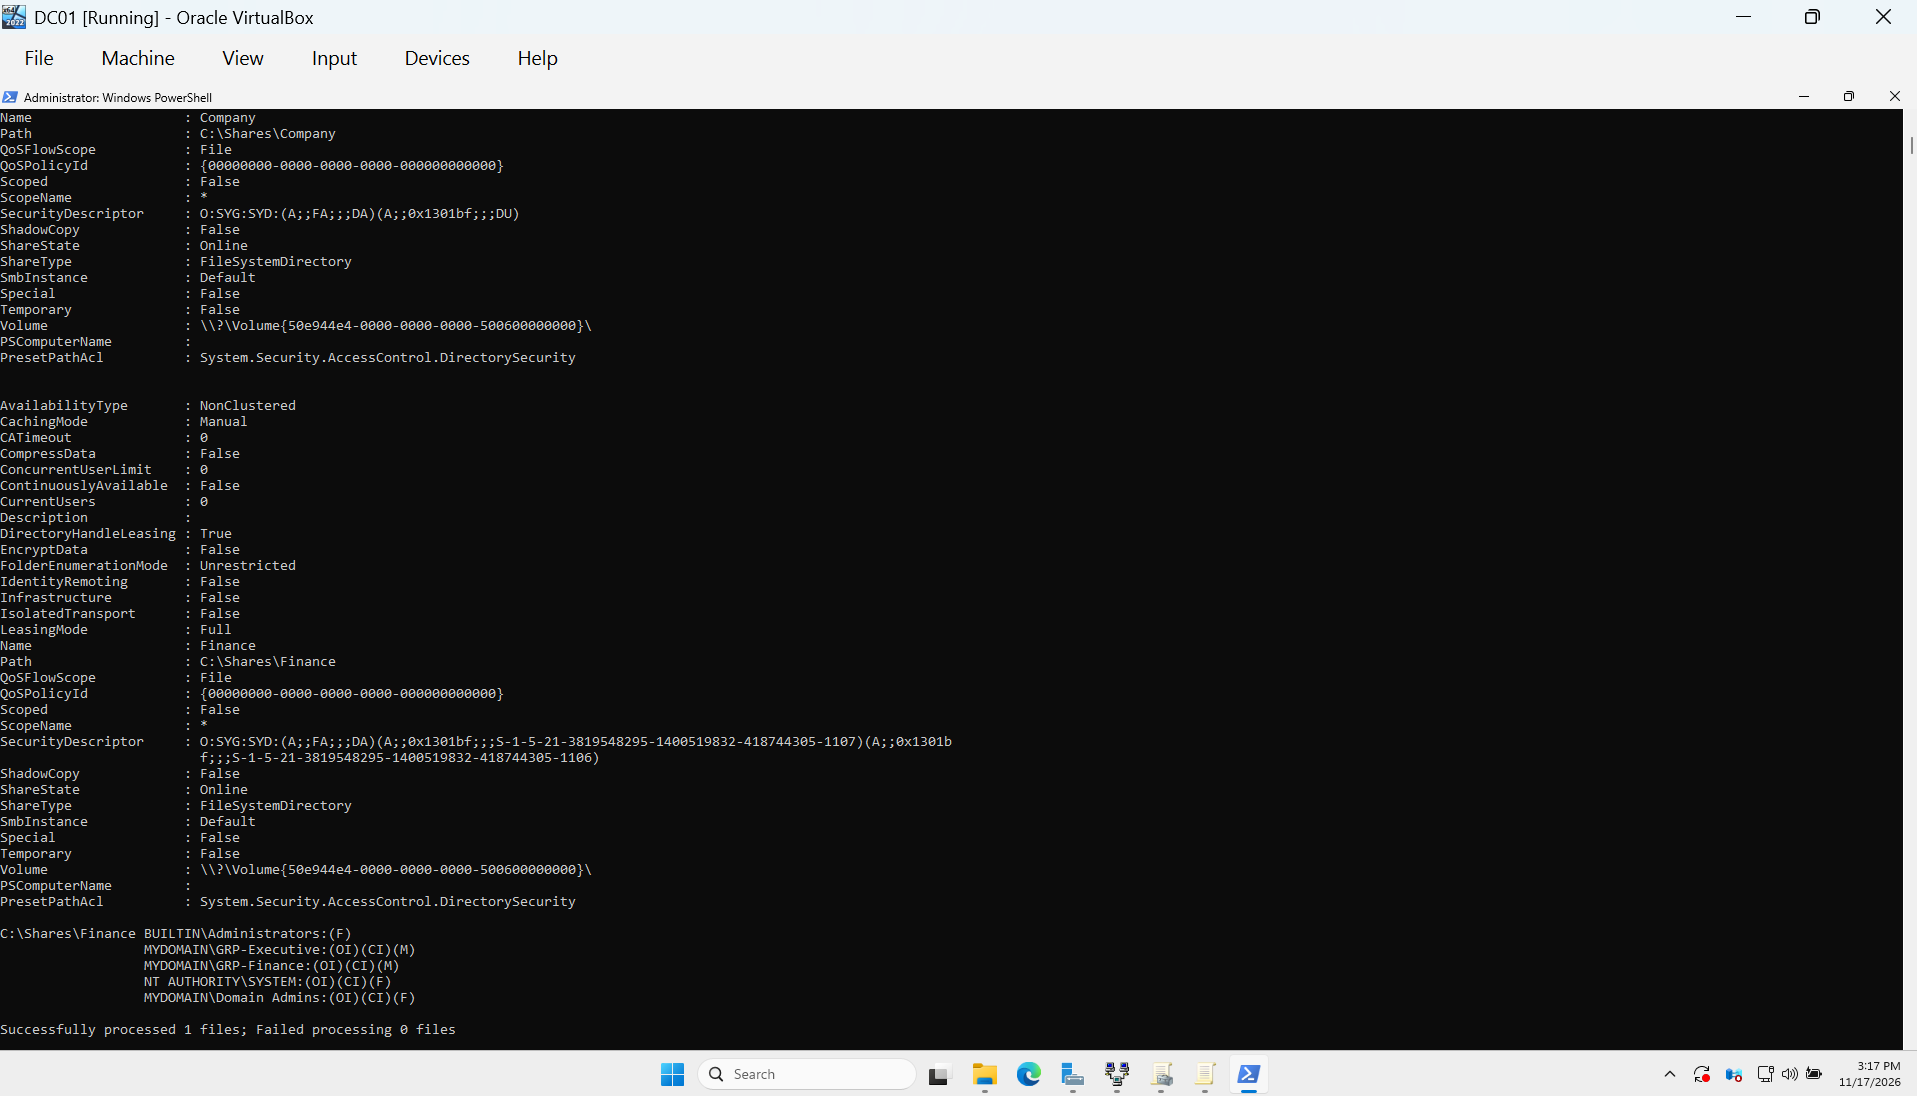 DC01 [Running] - Oracle VirtualBox
File Machine View Input Devices Help
Administrator: Windows PowerShell
Name : Company
Path : C:\Shares\Company
QoSFlowScope : File
QoSPolicyId : {00000000-0000-0000-0000-000000000000}
Scoped : False
ScopeName : *
SecurityDescriptor : O:SYG:SYD:(A;;FA;;;DA)(A;;0x1301bf;;;DU)
ShadowCopy : False
ShareState : Online
ShareType : FileSystemDirectory
SmbInstance : Default
Special : False
Temporary : False
Volume : \\?\Volume{50e944e4-0000-0000-0000-500600000000}\
PSComputerName :
PresetPathAcl : System.Security.AccessControl.DirectorySecurity
AvailabilityType : NonClustered
CachingMode : Manual
CATimeout : 0
CompressData : False
ConcurrentUserLimit : 0
ContinuouslyAvailable : False
CurrentUsers : 0
Description :
DirectoryHandleLeasing : True
EncryptData : False
FolderEnumerationMode : Unrestricted
IdentityRemoting : False
Infrastructure : False
IsolatedTransport : False
LeasingMode : Full
Name : Finance
Path : C:\Shares\Finance
QoSFlowScope : File
QoSPolicyId : {00000000-0000-0000-0000-000000000000}
Scoped : False
ScopeName : *
SecurityDescriptor : O:SYG:SYD:(A;;FA;;;DA)(A;;0x1301bf;;;S-1-5-21-3819548295-1400519832-418744305-1107)(A;;0x1301b
f;;;S-1-5-21-3819548295-1400519832-418744305-1106)
ShadowCopy : False
ShareState : Online
ShareType : FileSystemDirectory
SmbInstance : Default
Special : False
Temporary : False
Volume : \\?\Volume{50e944e4-0000-0000-0000-500600000000}\
PSComputerName :
PresetPathAcl : System.Security.AccessControl.DirectorySecurity
C:\Shares\Finance BUILTIN\Administrators:(F)
MYDOMAIN\GRP-Executive:(OI)(CI)(M)
MYDOMAIN\GRP-Finance:(OI)(CI)(M)
NT AUTHORITY\SYSTEM:(OI)(CI)(F)
MYDOMAIN\Domain Admins:(OI)(CI)(F)
Successfully processed 1 files; Failed processing 0 files
Search
3:17 PM
11/17/2026